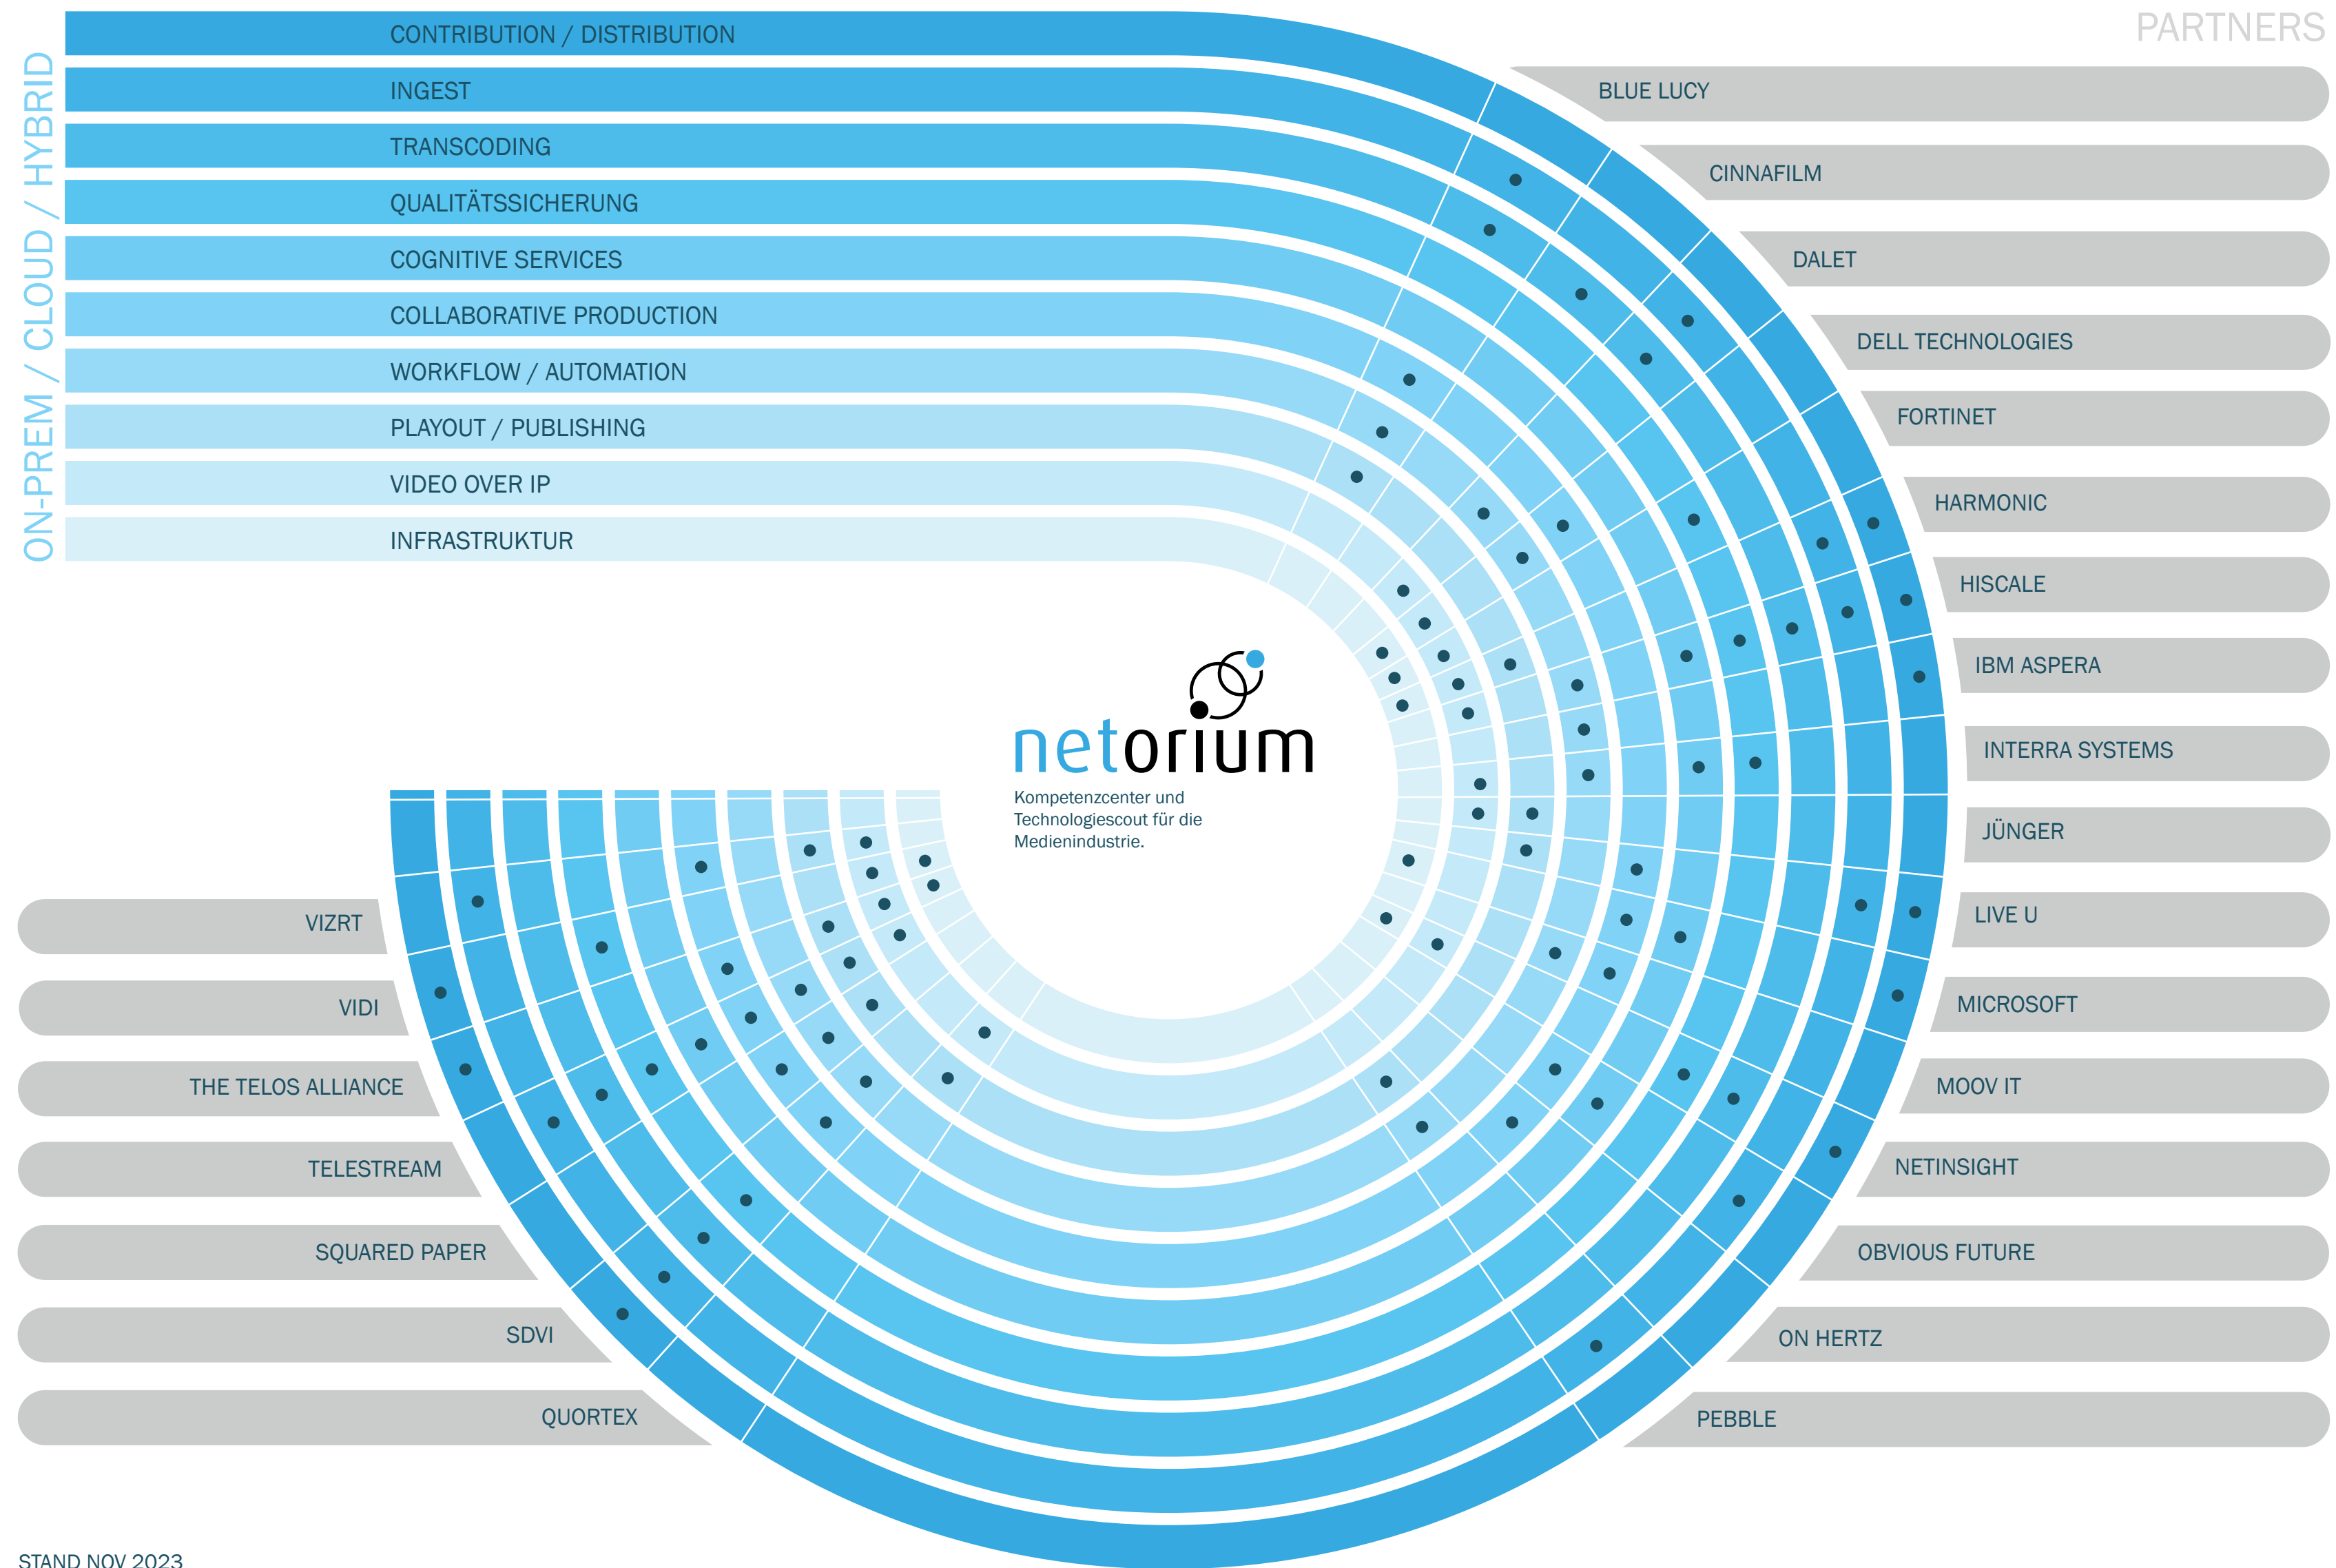 PARTNERS
ON-PREM / CLOUD / HYBRID
CONTRIBUTION / DISTRIBUTION
INGEST
TRANSCODING
QUALITÄTSSICHERUNG
COGNITIVE SERVICES
COLLABORATIVE PRODUCTION
WORKFLOW / AUTOMATION
PLAYOUT / PUBLISHING
VIDEO OVER IP
INFRASTRUKTUR
BLUE LUCY
CINNAFILM
DALET
DELL TECHNOLOGIES
FORTINET
HARMONIC
HISCALE
IBM ASPERA
INTERRA SYSTEMS
JÜNGER
LIVE U
MICROSOFT
MOOV IT
NETINSIGHT
OBVIOUS FUTURE
ON HERTZ
PEBBLE
netorium
Kompetenzcenter und
Technologiescout für die
Medienindustrie.
VIZRT
VIDI
THE TELOS ALLIANCE
TELESTREAM
SQUARED PAPER
SDVI
QUORTEX
STAND NOV 2023